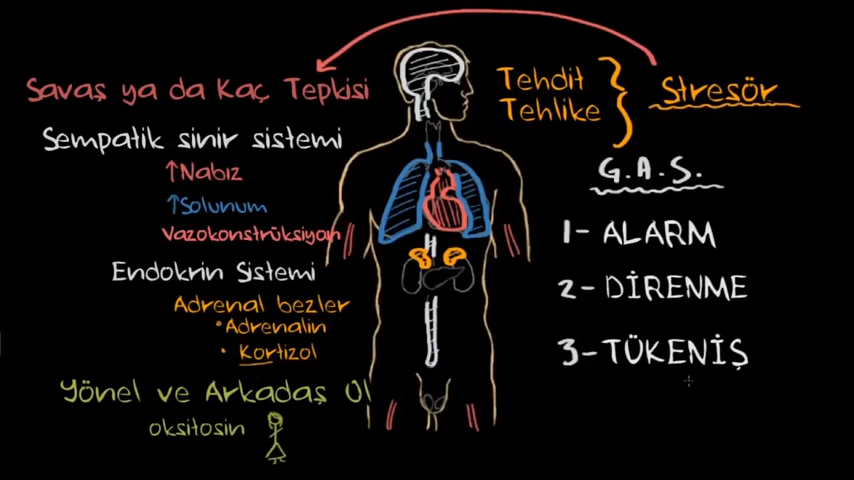 Savaş ya da Kaç Tepkisi
Sempatik sinir sistemi
↑Nabız
↑Solunum
Vazokonstrüksiyon
Endokrin Sistemi
Adrenal bezler
• Adrenalin
• Kortizol
Yönel ve Arkadaş Ol
oksitosin
Tehdit
Tehlike
Stresör
G.A.S.
1- ALARM
2- DİRENME
3- TÜKENİŞ